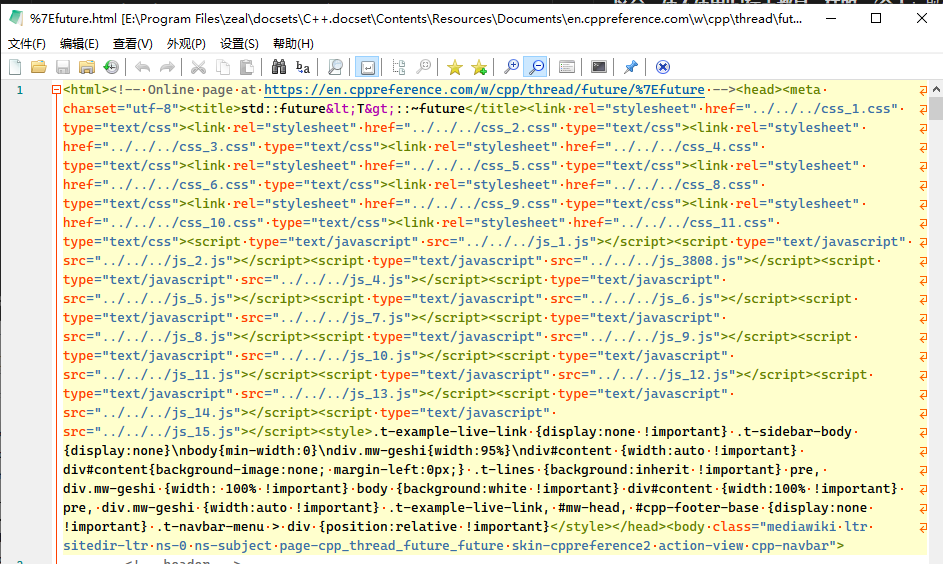 %7Efuture.html [E:\Program Files\zeal\docsets\C++.docset\Contents\Resources\Documents\en.cppreference.com\w\cpp\thread\fut...
文件(F) 编辑(E) 查看(V) 外观(P) 设置(S) 帮助(H)
1 <html><!-- Online page at https://en.cppreference.com/w/cpp/thread/future/%7Efuture --><head><meta
charset="utf-8"><title>std::future&lt;T&gt;::~future</title><link rel="stylesheet" href="../../../css_1.css"
type="text/css"><link rel="stylesheet" href="../../../css_2.css" type="text/css"><link rel="stylesheet"
href="../../../css_3.css" type="text/css"><link rel="stylesheet" href="../../../css_4.css"
type="text/css"><link rel="stylesheet" href="../../../css_5.css" type="text/css"><link rel="stylesheet"
href="../../../css_6.css" type="text/css"><link rel="stylesheet" href="../../../css_8.css"
type="text/css"><link rel="stylesheet" href="../../../css_9.css" type="text/css"><link rel="stylesheet"
href="../../../css_10.css" type="text/css"><link rel="stylesheet" href="../../../css_11.css"
type="text/css"><script type="text/javascript" src="../../../js_1.js"></script><script type="text/javascript"
src="../../../js_2.js"></script><script type="text/javascript" src="../../../js_3808.js"></script><script
type="text/javascript" src="../../../js_4.js"></script><script type="text/javascript"
src="../../../js_5.js"></script><script type="text/javascript" src="../../../js_6.js"></script><script
type="text/javascript" src="../../../js_7.js"></script><script type="text/javascript"
src="../../../js_8.js"></script><script type="text/javascript" src="../../../js_9.js"></script><script
type="text/javascript" src="../../../js_10.js"></script><script type="text/javascript"
src="../../../js_11.js"></script><script type="text/javascript" src="../../../js_12.js"></script><script
type="text/javascript" src="../../../js_13.js"></script><script type="text/javascript"
src="../../../js_14.js"></script><script type="text/javascript"
src="../../../js_15.js"></script><style>.t-example-live-link {display:none !important} .t-sidebar-body
{display:none}\nbody{min-width:0}\ndiv.mw-geshi{width:95%}\ndiv#content {width:auto !important}
div#content{background-image:none; margin-left:0px;} .t-lines {background:inherit !important} pre,
div.mw-geshi {width: 100% !important} body {background:white !important} div#content {width:100% !important}
pre, div.mw-geshi {width:auto !important} .t-example-live-link, #mw-head, #cpp-footer-base {display:none
!important} .t-navbar-menu > div {position:relative !important}</style></head><body class="mediawiki ltr
sitedir-ltr ns-0 ns-subject page-cpp_thread_future_future skin-cppreference2 action-view cpp-navbar">
<!-- header -->